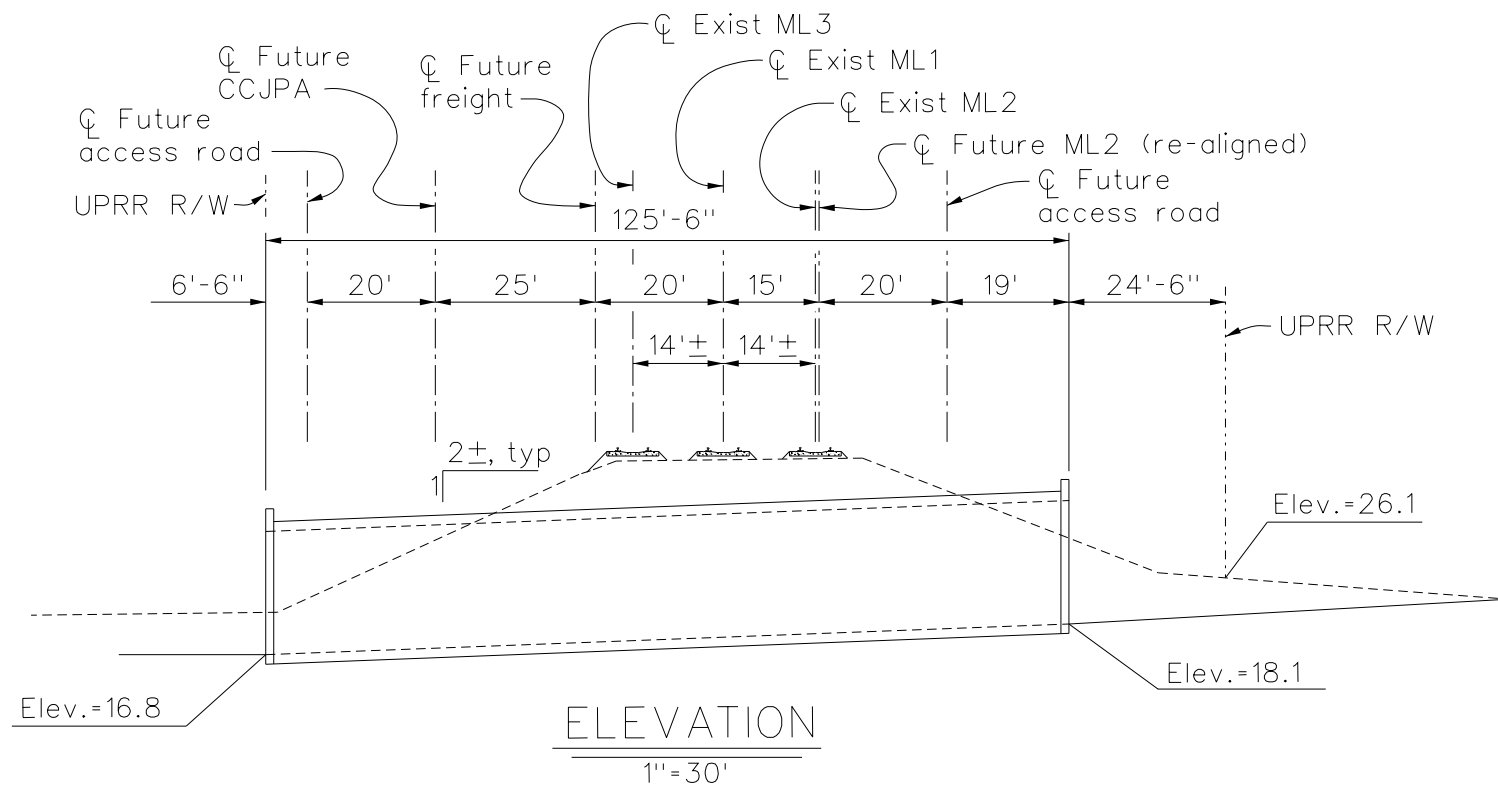 ℄ Exist ML3
℄ Future
CCJPA
℄ Future
freight
℄ Exist ML1
℄ Exist ML2
℄ Future
access road
℄ Future ML2 (re-aligned)
℄ Future
access road
UPRR R/W
125'-6"
6'-6"
20'
25'
20'
15'
20'
19'
24'-6"
UPRR R/W
14'±
14'±
2±, typ
1
Elev.=26.1
Elev.=18.1
Elev.=16.8
ELEVATION
1"=30'